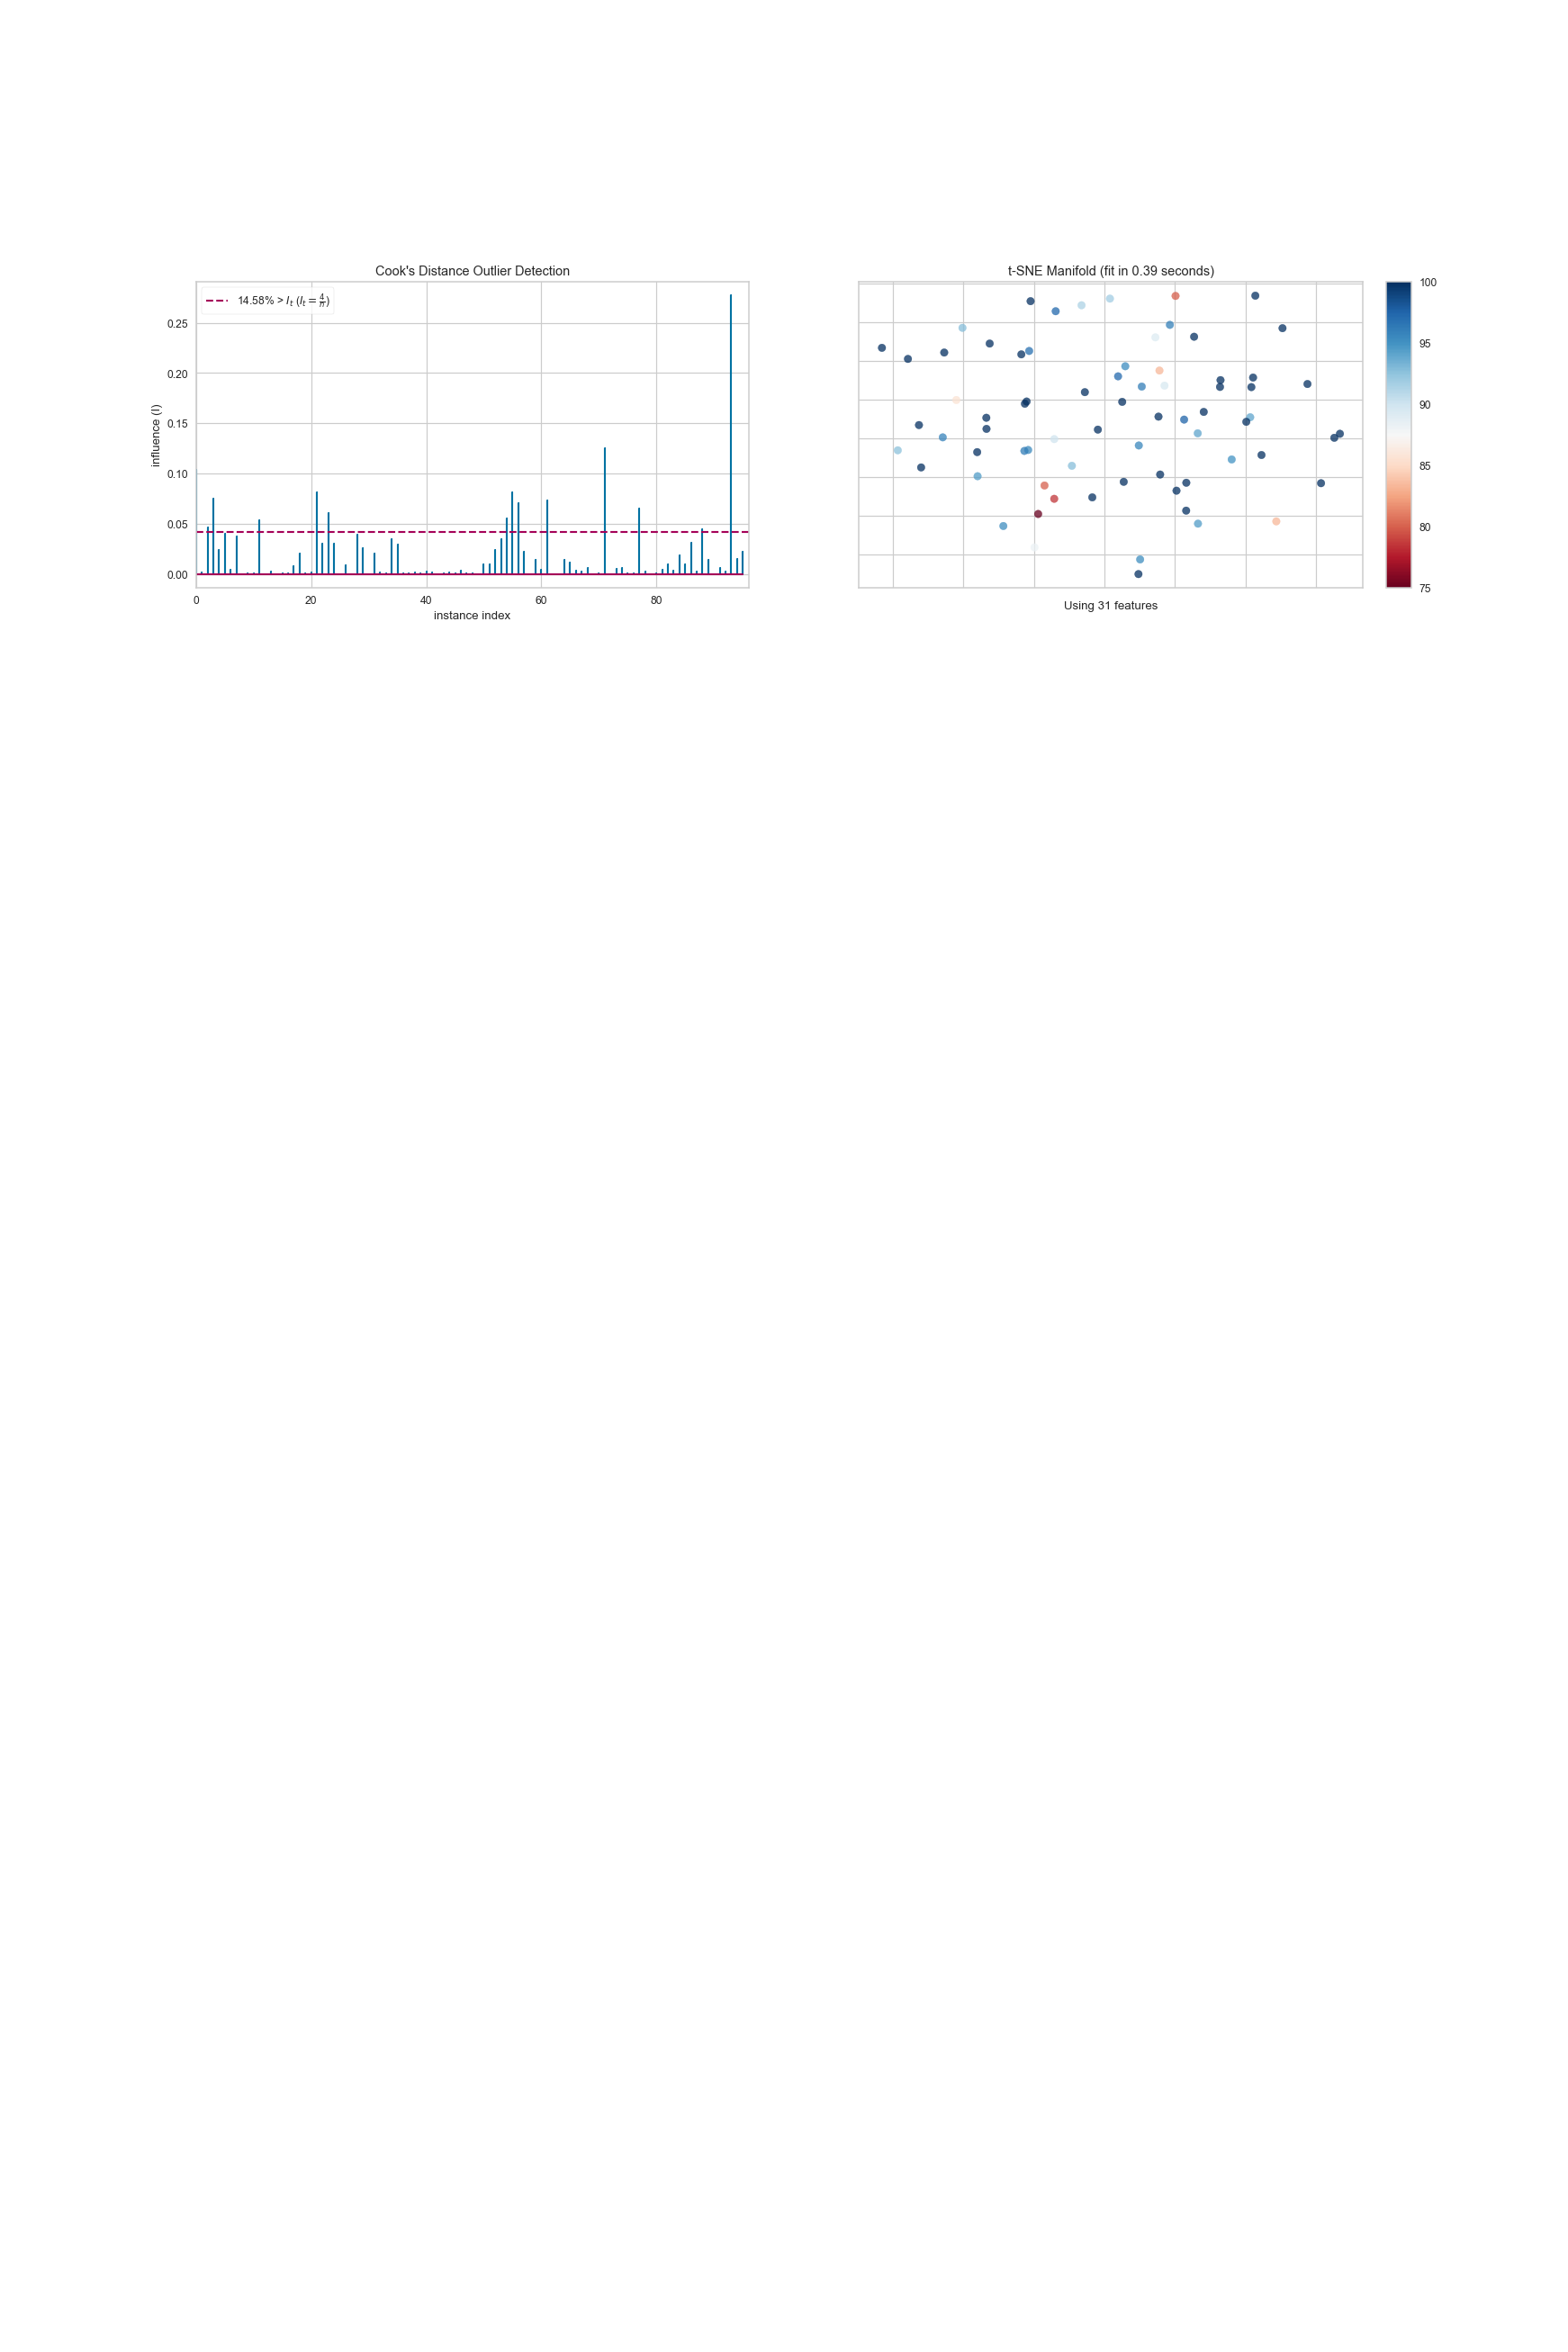 Cook's Distance Outlier Detection
14.58% > I_t (I_t = 4/n)
0.25
0.20
0.15
0.10
0.05
0.00
influence (I)
0 20 40 60 80
instance index
t-SNE Manifold (fit in 0.39 seconds)
Using 31 features
100
95
90
85
80
75